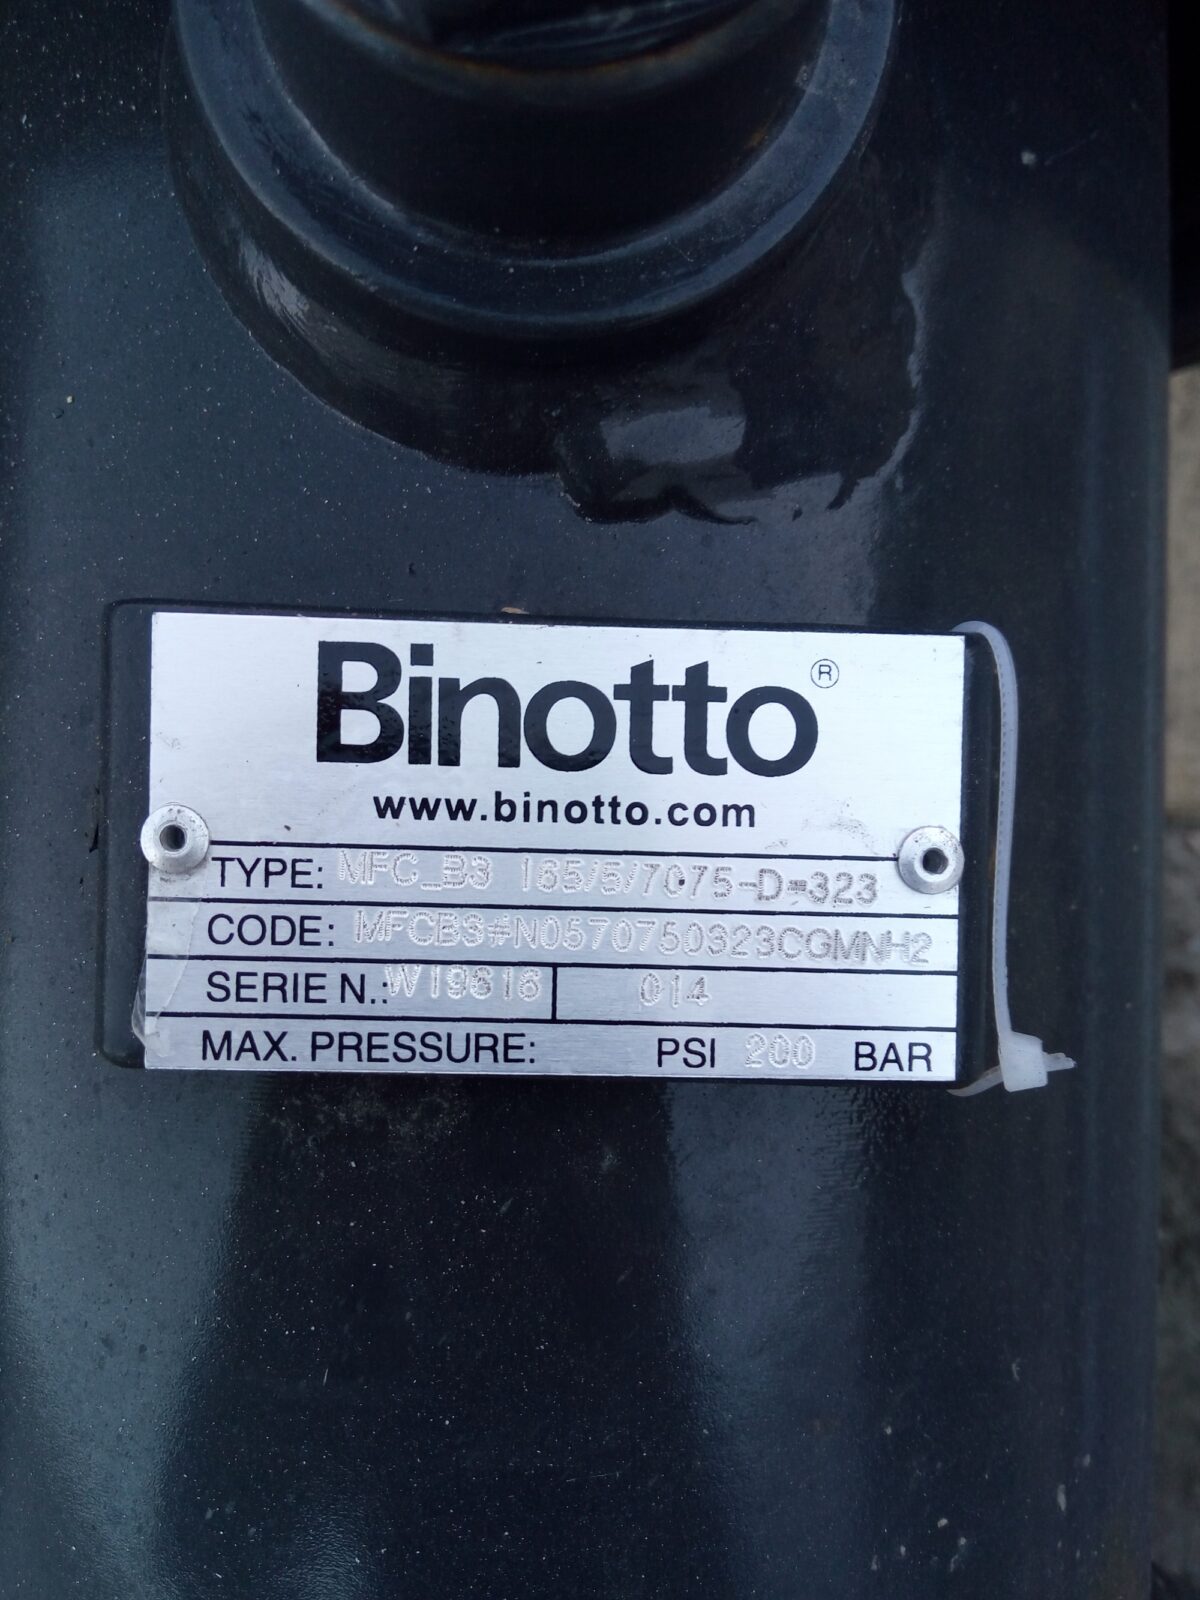 Binotto®
www.binotto.com
TYPE: MFC_B3 165/5/7075-D=323
CODE: MFCBS#N0570750323CGMNH2
SERIE N.: W19616 014
MAX. PRESSURE: PSI 200 BAR